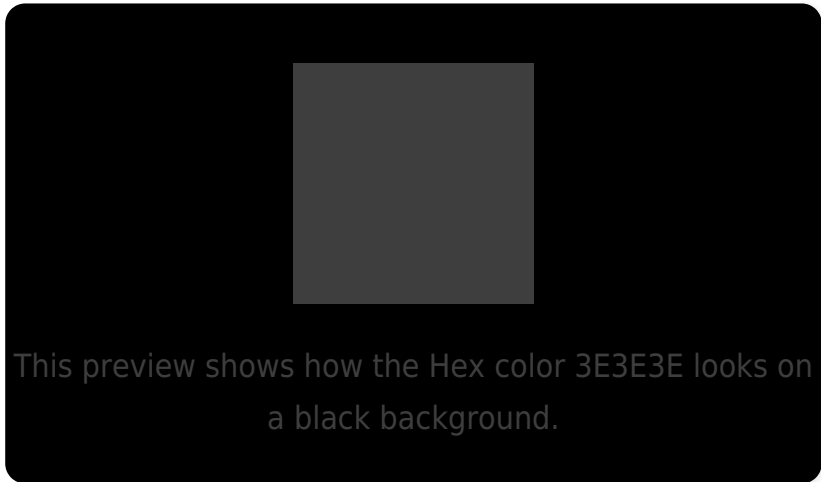 This preview shows how the Hex color 3E3E3E looks on
a black background.